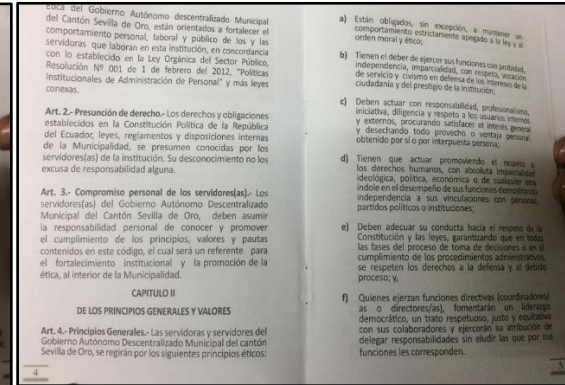 Ética del Gobierno Autónomo descentralizado Municipal
del Cantón Sevilla de Oro, están orientados a fortalecer el
comportamiento personal, laboral y público de los y las
servidoras que laboran en esta institución, en concordancia
con lo establecido en la Ley Orgánica del Sector Público,
Resolución Nº 001 de 1 de febrero del 2012, "Políticas
Institucionales de Administración de Personal" y mas leyes
conexas.
Art. 2.- Presunción de derecho.- Los derechos y obligaciones
establecidos en la Constitución Política de la República
del Ecuador, leyes, reglamentos y disposiciones internas
de la Municipalidad, se presumen conocidas por los
servidores(as) de la institución. Su desconocimiento no los
excusa de responsabilidad alguna.
Art. 3.- Compromiso personal de los servidores(as).- Los
servidores(as) del Gobierno Autónomo Descentralizado
Municipal del Cantón Sevilla de Oro, deben asumir
la responsabilidad personal de conocer y promover
el cumplimiento de los principios, valores y pautas
contenidos en este código, el cual será un referente para
el fortalecimiento institucional y la promoción de la
ética, al interior de la Municipalidad.
CAPITULO II
DE LOS PRINCIPIOS GENERALES Y VALORES
Art. 4.- Principios Generales.- Las servidoras y servidores del
Gobierno Autónomo Descentralizado Municipal del cantón
Sevilla de Oro, se regirán por los siguientes principios éticos:
4
a) Están obligados, sin excepción, a mantener un
comportamiento estrictamente apegado a la ley y al
orden moral y ético;
b) Tienen el deber de ejercer sus funciones con probidad,
independencia, imparcialidad, con respeto, vocación
de servicio y civismo en defensa de los intereses de la
ciudadanía y del prestigio de la institución;
c) Deben actuar con responsabilidad, profesionalismo,
iniciativa, diligencia y respeto a los usuarios internos
y externos, procurando satisfacer el interés general
y desechando todo provecho o ventaja personal,
obtenido por sí o por interpuesta persona;
d) Tienen que actuar promoviendo el respeto a
los derechos humanos, con absoluta imparcialidad
ideológica, política, económica o de cualquier otra
índole en el desempeño de sus funciones demostrando
independencia a sus vinculaciones con personas,
partidos políticos o instituciones;
e) Deben adecuar su conducta hacia el respeto de la
Constitución y las leyes, garantizando que en todas
las fases del proceso de toma de decisiones o en el
cumplimiento de los procedimientos administrativos,
se respeten los derechos a la defensa y al debido
proceso; y,
f) Quienes ejerzan funciones directivas (coordinadores/
as o directores/as), fomentarán un liderazgo
democrático, un trato respetuoso, justo y equitativo
con sus colaboradores y ejercerán su atribución de
delegar responsabilidades sin eludir las que por sus
funciones les corresponden.
5